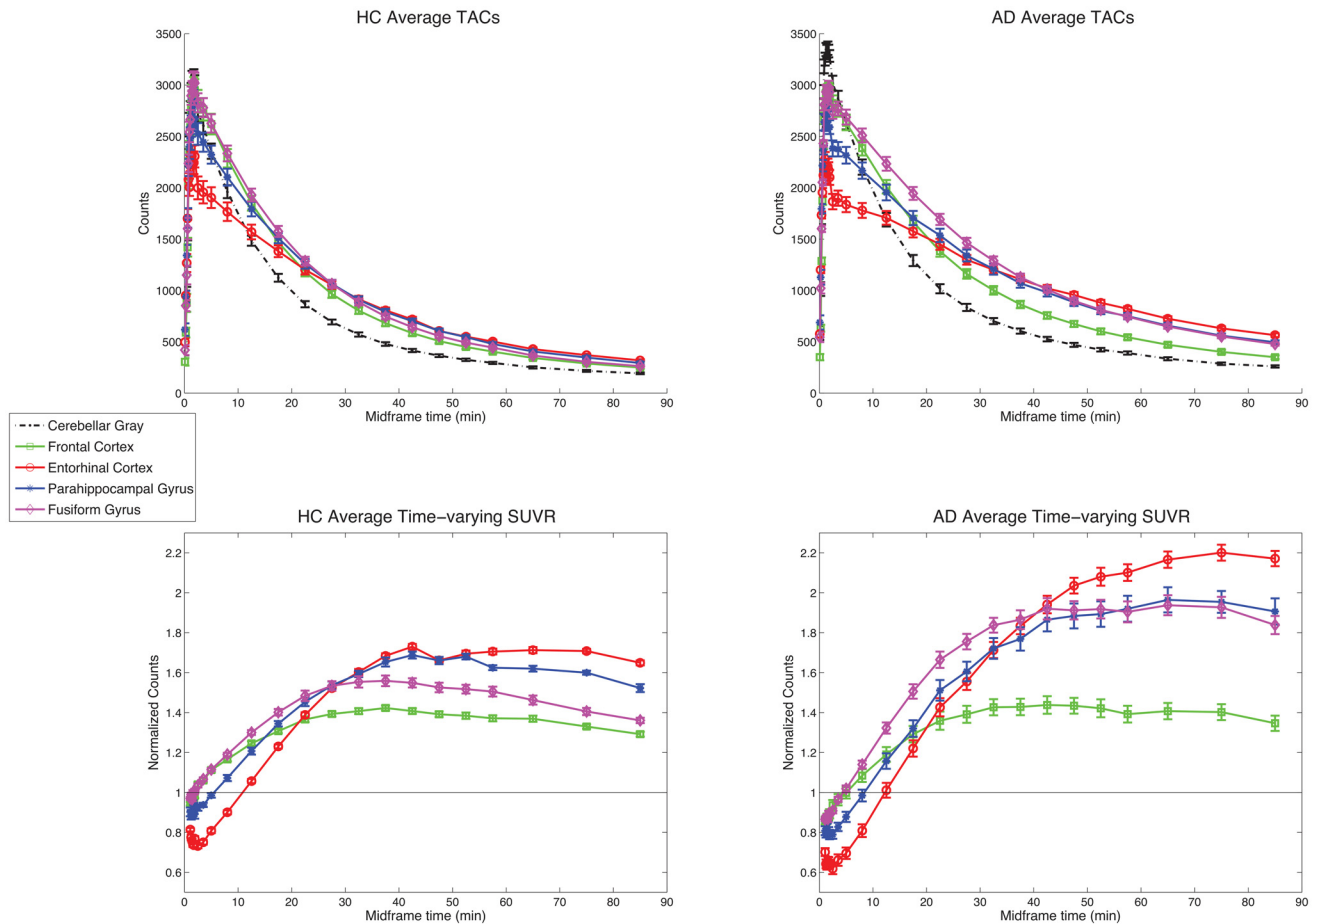 HC Average TACs
AD Average TACs
3500
3000
2500
2000
1500
1000
500
0
Counts
0 10 20 30 40 50 60 70 80 90
Midframe time (min)
3500
3000
2500
2000
1500
1000
500
0
Counts
0 10 20 30 40 50 60 70 80 90
Midframe time (min)
Cerebellar Gray
Frontal Cortex
Entorhinal Cortex
Parahippocampal Gyrus
Fusiform Gyrus
HC Average Time-varying SUVR
AD Average Time-varying SUVR
2.2
2
1.8
1.6
1.4
1.2
1
0.8
0.6
Normalized Counts
0 10 20 30 40 50 60 70 80 90
Midframe time (min)
2.2
2
1.8
1.6
1.4
1.2
1
0.8
0.6
Normalized Counts
0 10 20 30 40 50 60 70 80 90
Midframe time (min)